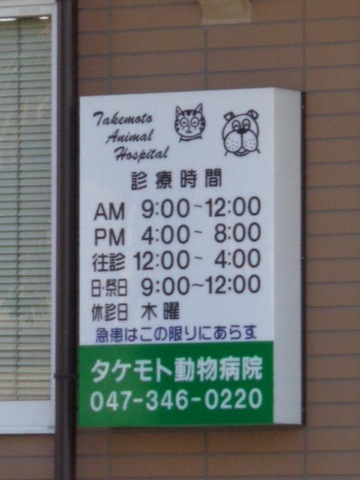 Takemoto
Animal
Hospital
診療時間
AM 9:00~12:00
PM 4:00~ 8:00
往診 12:00~ 4:00
日・祭日 9:00~12:00
休診日 木曜
急患はこの限りにあらず
タケモト動物病院
047-346-0220